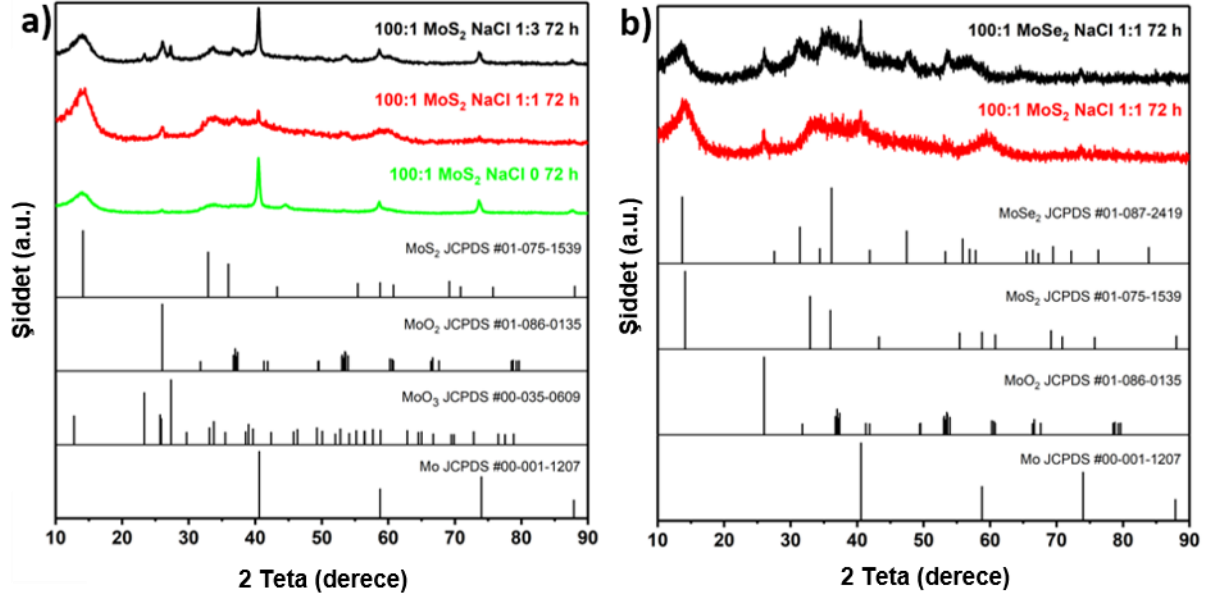 a)
100:1 MoS₂ NaCl 1:3 72 h
100:1 MoS₂ NaCl 1:1 72 h
100:1 MoS₂ NaCl 0 72 h
MoS₂ JCPDS #01-075-1539
MoO₂ JCPDS #01-086-0135
MoO₃ JCPDS #00-035-0609
Mo JCPDS #00-001-1207
Şiddet (a.u.)
10 20 30 40 50 60 70 80 90
2 Teta (derece)
b)
100:1 MoSe₂ NaCl 1:1 72 h
100:1 MoS₂ NaCl 1:1 72 h
MoSe₂ JCPDS #01-087-2419
MoS₂ JCPDS #01-075-1539
MoO₂ JCPDS #01-086-0135
Mo JCPDS #00-001-1207
Şiddet (a.u.)
10 20 30 40 50 60 70 80 90
2 Teta (derece)